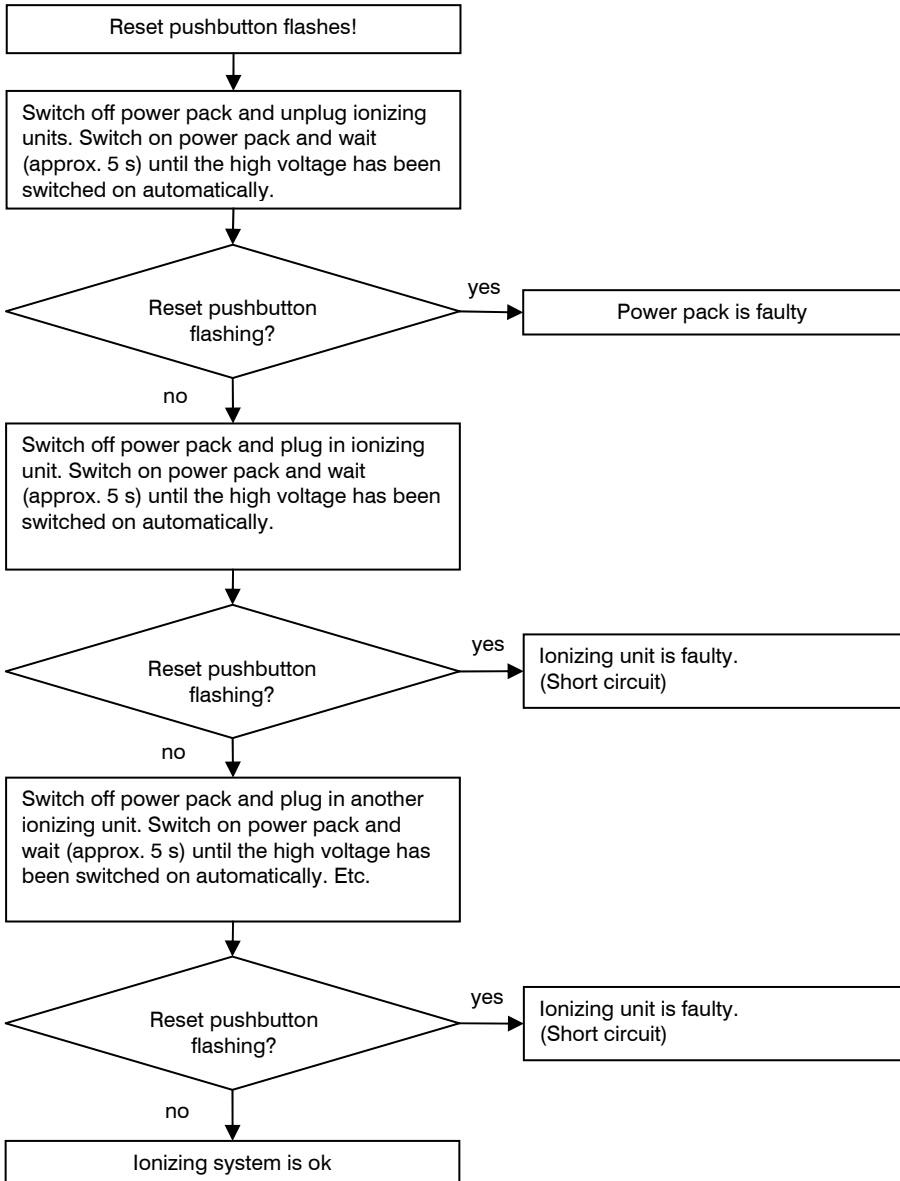 Reset pushbutton flashes!
Switch off power pack and unplug ionizing
units. Switch on power pack and wait
(approx. 5 s) until the high voltage has been
switched on automatically.
Reset pushbutton
flashing?
yes
Power pack is faulty
no
Switch off power pack and plug in ionizing
unit. Switch on power pack and wait
(approx. 5 s) until the high voltage has been
switched on automatically.
Reset pushbutton
flashing?
yes
Ionizing unit is faulty.
(Short circuit)
no
Switch off power pack and plug in another
ionizing unit. Switch on power pack and
wait (approx. 5 s) until the high voltage has
been switched on automatically. Etc.
Reset pushbutton
flashing?
yes
Ionizing unit is faulty.
(Short circuit)
no
Ionizing system is ok